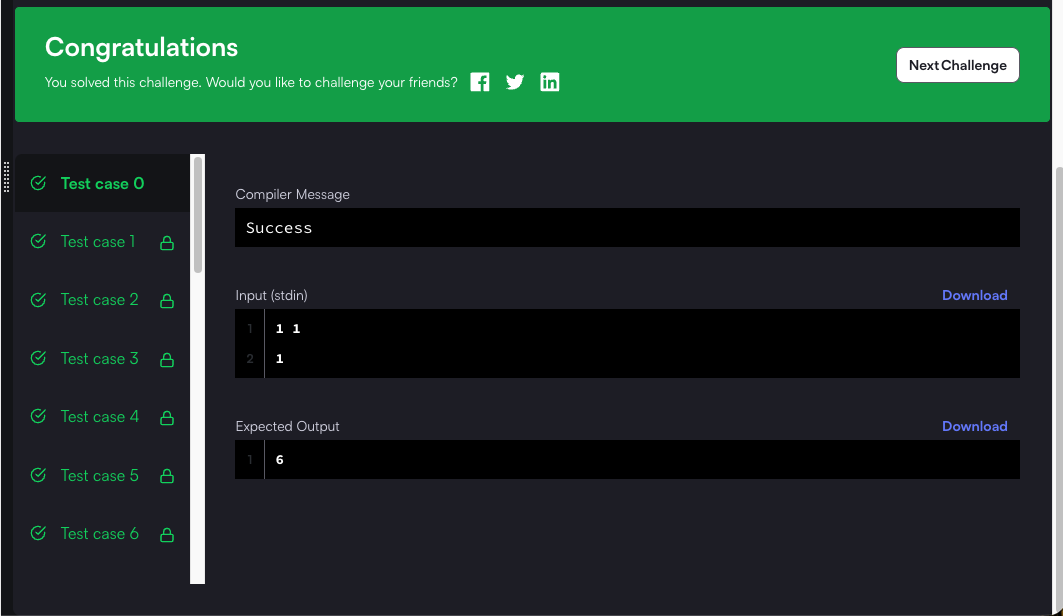 Congratulations
You solved this challenge. Would you like to challenge your friends?
Next Challenge
Test case 0
Test case 1
Test case 2
Test case 3
Test case 4
Test case 5
Test case 6
Compiler Message
Success
Input (stdin)
Download
1 1 1
2 1
Expected Output
Download
1 6